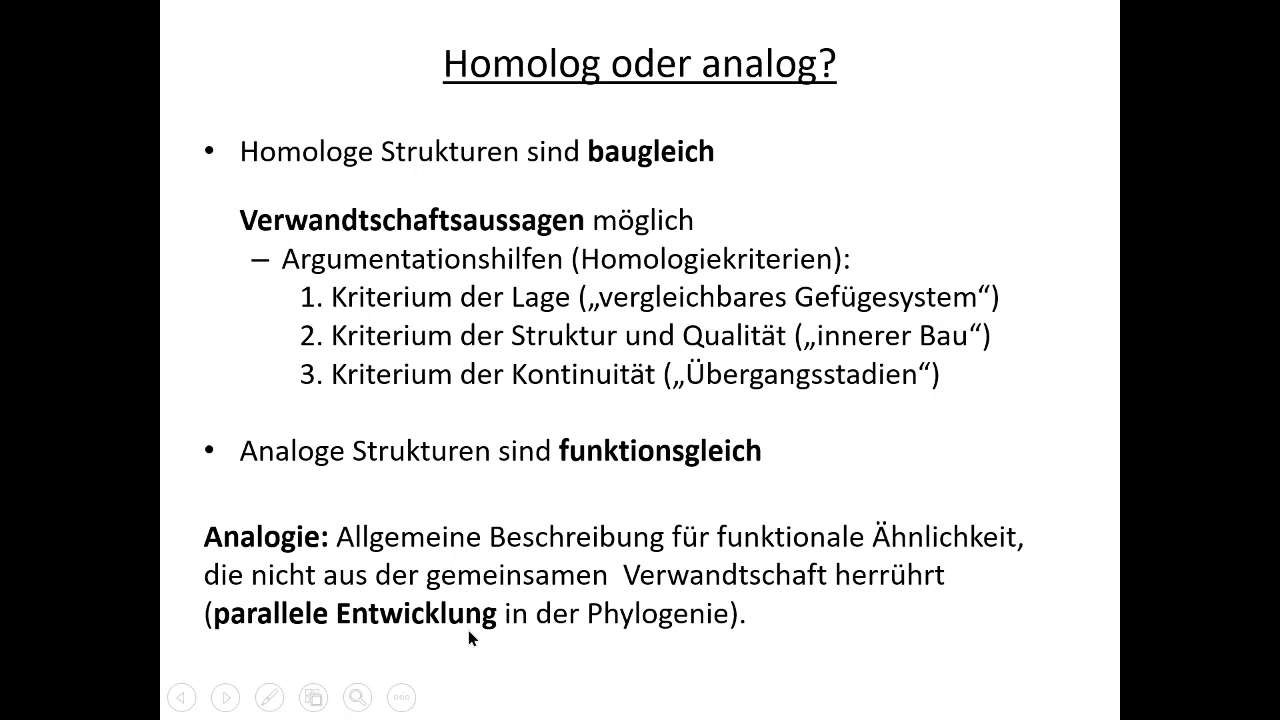 Homolog oder analog?
• Homologe Strukturen sind baugleich
Verwandtschaftsaussagen möglich
– Argumentationshilfen (Homologiekriterien):
1. Kriterium der Lage („vergleichbares Gefügesystem“)
2. Kriterium der Struktur und Qualität („innerer Bau“)
3. Kriterium der Kontinuität („Übergangsstadien“)
• Analoge Strukturen sind funktionsgleich
Analogie: Allgemeine Beschreibung für funktionale Ähnlichkeit,
die nicht aus der gemeinsamen  Verwandtschaft herrührt
(parallele Entwicklung in der Phylogenie).